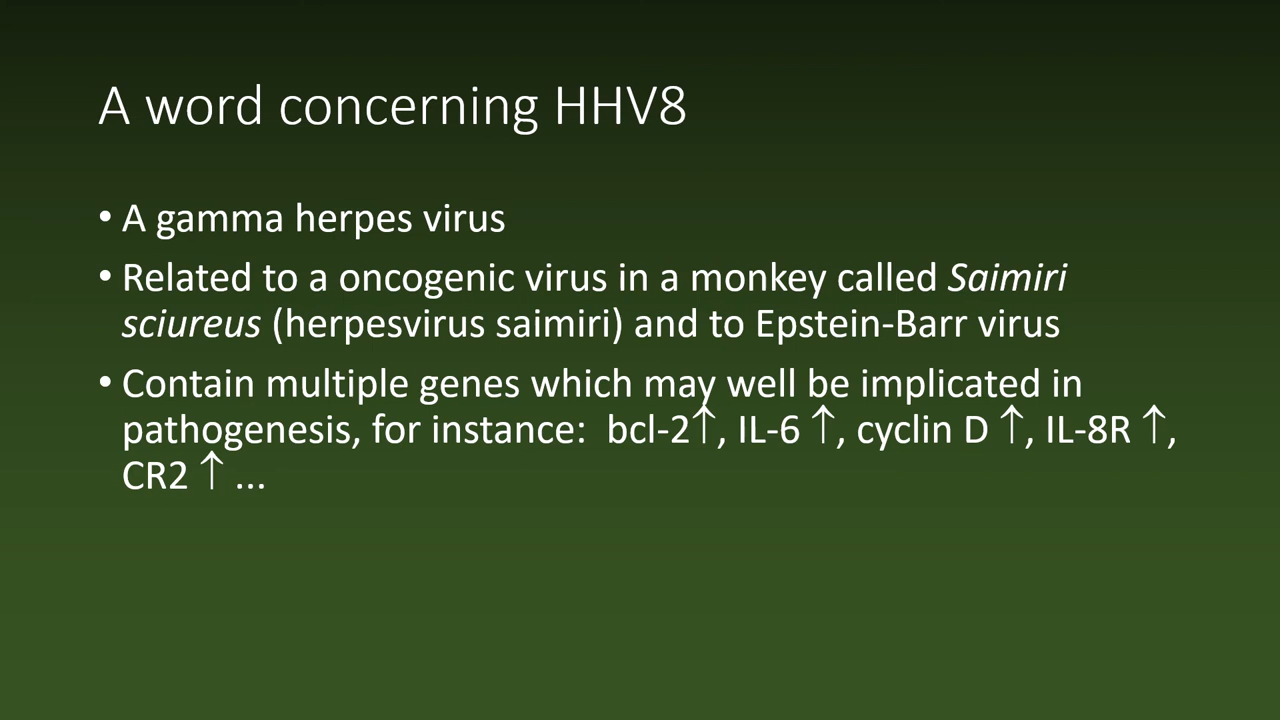 A word concerning HHV8
• A gamma herpes virus
• Related to a oncogenic virus in a monkey called Saimiri
sciureus (herpesvirus saimiri) and to Epstein-Barr virus
• Contain multiple genes which may well be implicated in
pathogenesis, for instance: bcl-2↑, IL-6 ↑, cyclin D ↑, IL-8R ↑,
CR2 ↑ ...